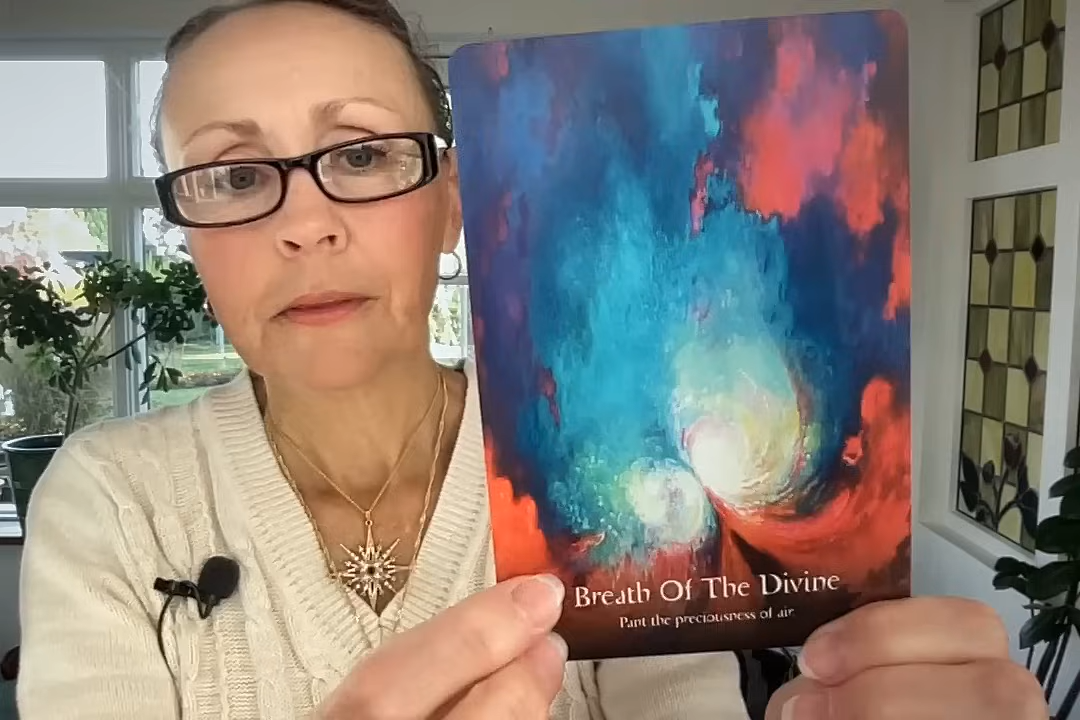 Breath Of The Divine
Pant the preciousness of air.